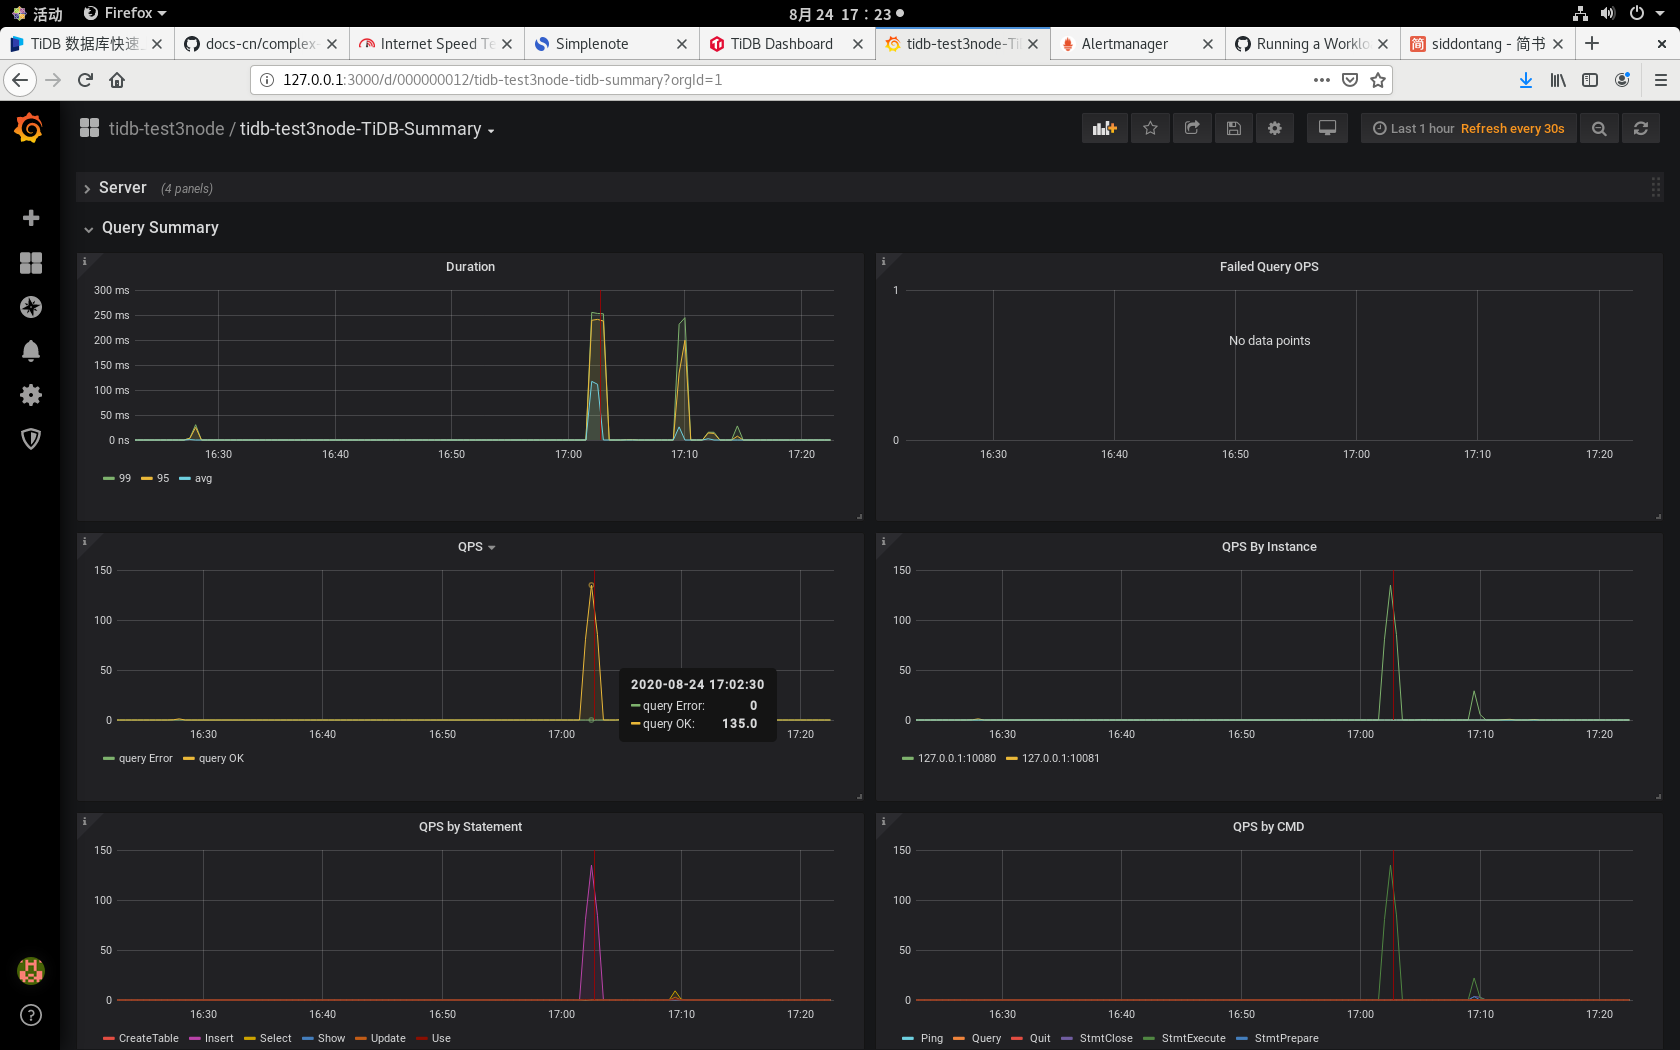 活动 Firefox 8月 24 17：23
TiDB 数据库快速 docs-cn/complex- Internet Speed Te Simplenote TiDB Dashboard tidb-test3node-Ti Alertmanager Running a Worklo siddontang - 简书
127.0.0.1:3000/d/000000012/tidb-test3node-tidb-summary?orgId=1
tidb-test3node / tidb-test3node-TiDB-Summary Last 1 hour Refresh every 30s
Server (4 panels)
Query Summary
Duration
300 ms
250 ms
200 ms
150 ms
100 ms
50 ms
0 ns
16:30 16:40 16:50 17:00 17:10 17:20
99 95 avg
Failed Query OPS
1
No data points
0
16:30 16:40 16:50 17:00 17:10 17:20
QPS
150
100
50
0
2020-08-24 17:02:30
query Error: 0
query OK: 135.0
16:30 16:40 16:50 17:00 17:20
query Error query OK
QPS By Instance
150
100
50
0
16:30 16:40 16:50 17:00 17:10 17:20
127.0.0.1:10080 127.0.0.1:10081
QPS by Statement
150
100
50
0
16:30 16:40 16:50 17:00 17:10 17:20
CreateTable Insert Select Show Update Use
QPS by CMD
150
100
50
0
16:30 16:40 16:50 17:00 17:10 17:20
Ping Query Quit StmtClose StmtExecute StmtPrepare